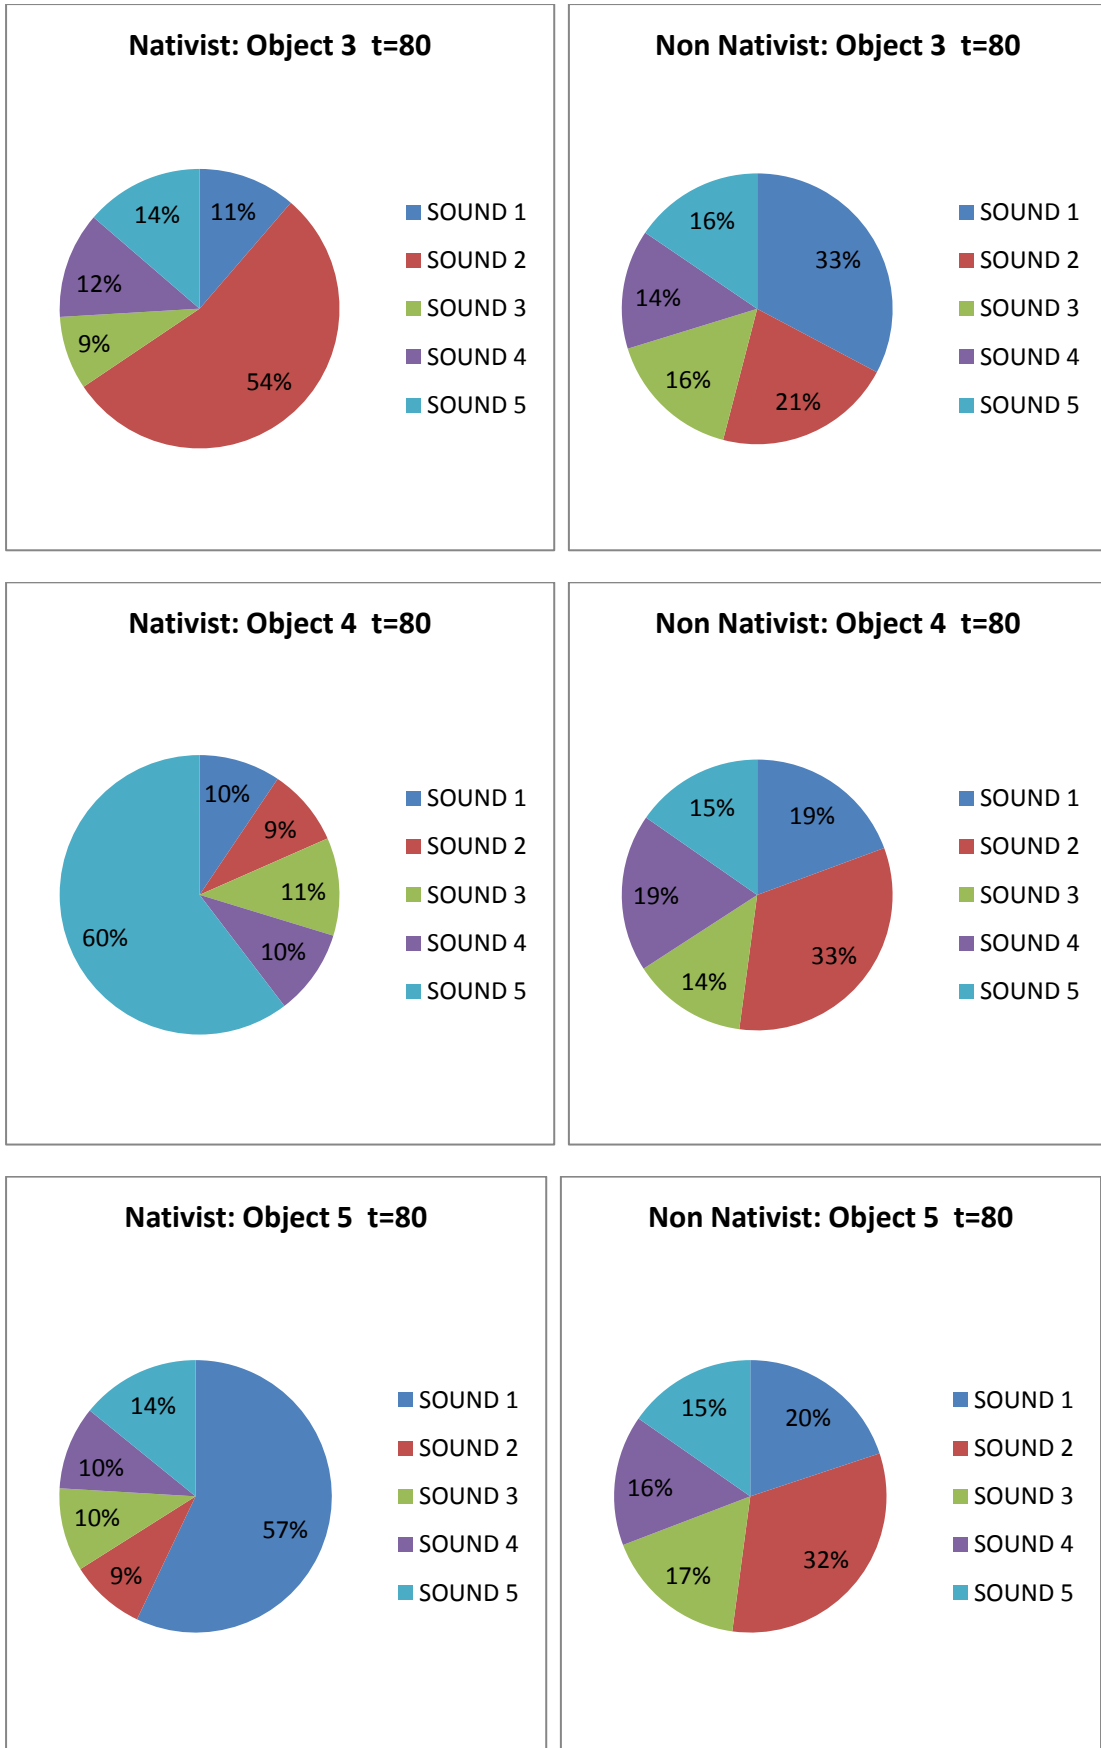 Nativist: Object 3 t=80
11%
54%
9%
12%
14%
SOUND 1
SOUND 2
SOUND 3
SOUND 4
SOUND 5
Non Nativist: Object 3 t=80
33%
21%
16%
14%
16%
SOUND 1
SOUND 2
SOUND 3
SOUND 4
SOUND 5
Nativist: Object 4 t=80
10%
9%
11%
10%
60%
SOUND 1
SOUND 2
SOUND 3
SOUND 4
SOUND 5
Non Nativist: Object 4 t=80
19%
33%
14%
19%
15%
SOUND 1
SOUND 2
SOUND 3
SOUND 4
SOUND 5
Nativist: Object 5 t=80
57%
9%
10%
10%
14%
SOUND 1
SOUND 2
SOUND 3
SOUND 4
SOUND 5
Non Nativist: Object 5 t=80
20%
32%
17%
16%
15%
SOUND 1
SOUND 2
SOUND 3
SOUND 4
SOUND 5